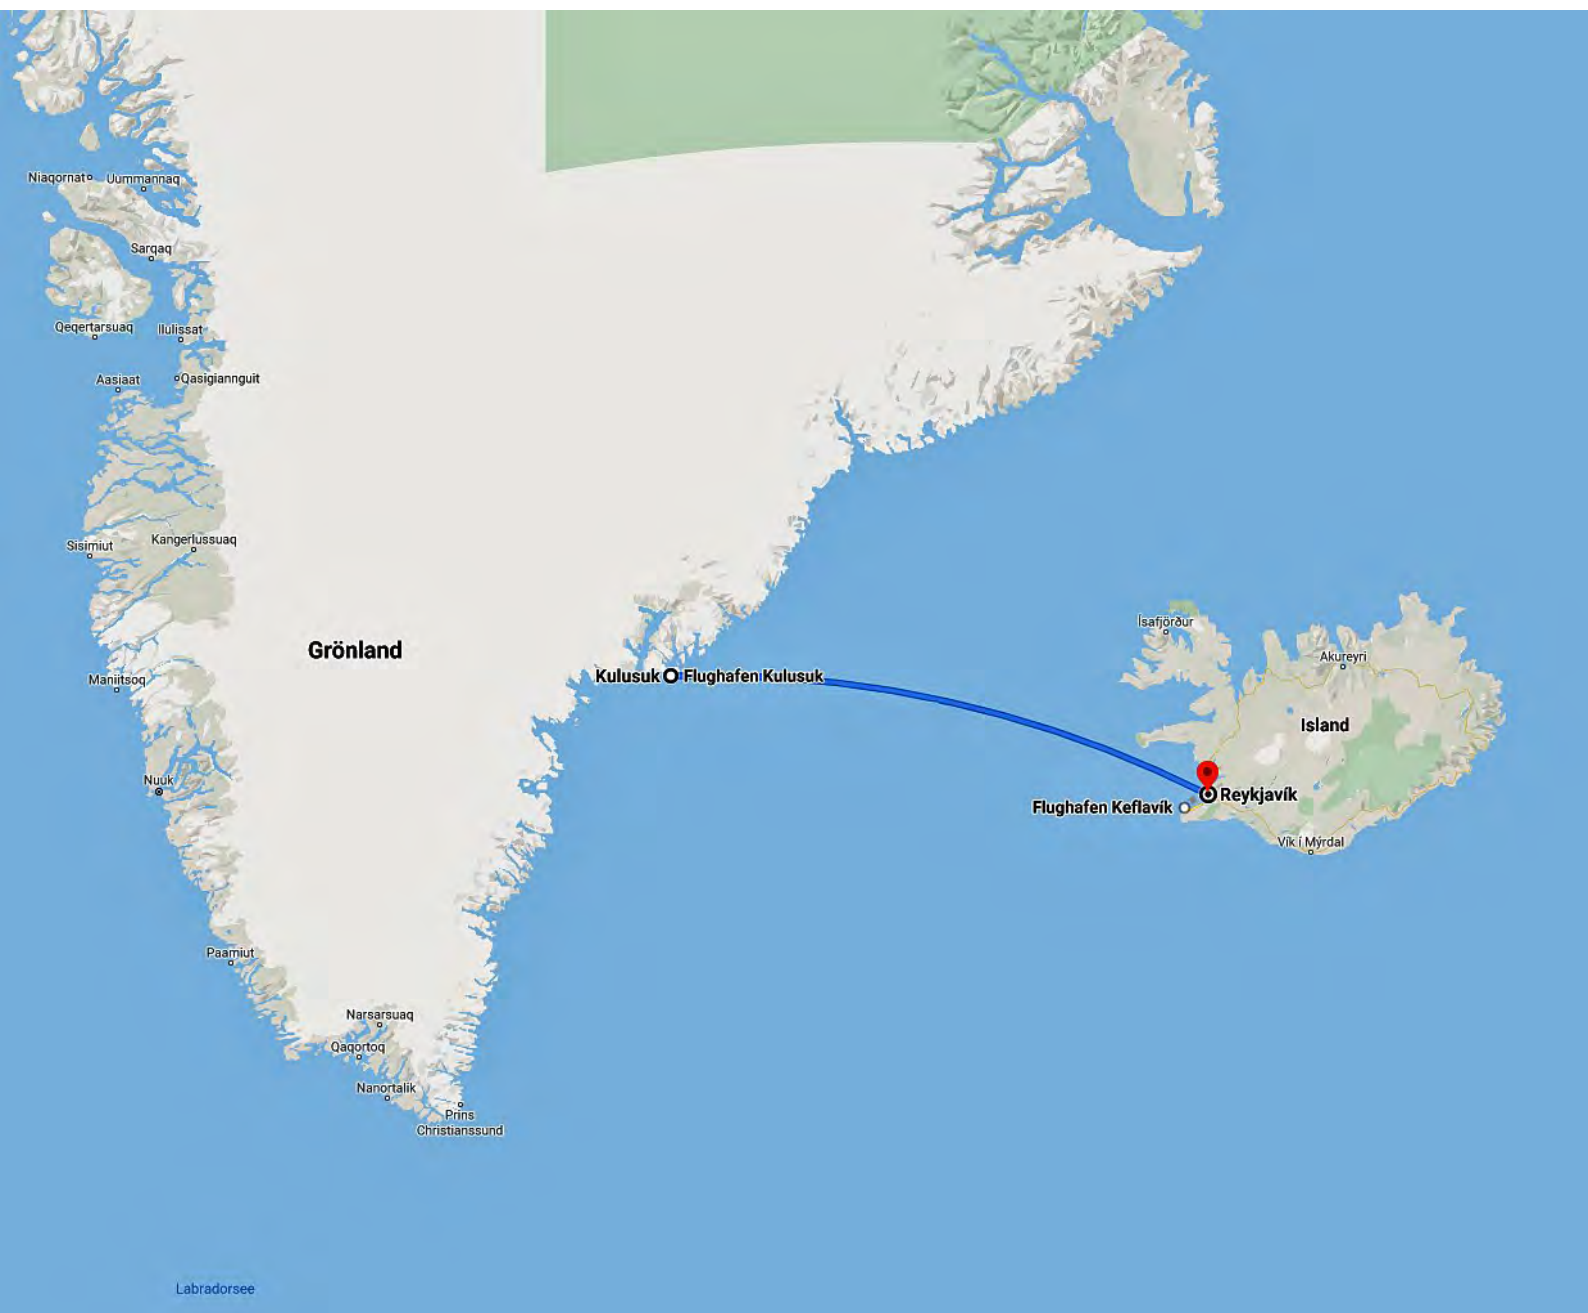 Niaqornat
Uummannaq
Sarqaq
Qeqertarsuaq
Ilulissat
Aasiaat
Qasigiannguit
Sisimiut
Kangerlussuaq
Ísafjörður
Grönland
Akureyri
Maniitsoq
Kulusuk
Flughafen Kulusuk
Island
Nuuk
Reykjavík
Flughafen Keflavík
Vík í Mýrdal
Paamiut
Narsarsuaq
Qaqortoq
Nanortalik
Prins
Christianssund
Labradorsee